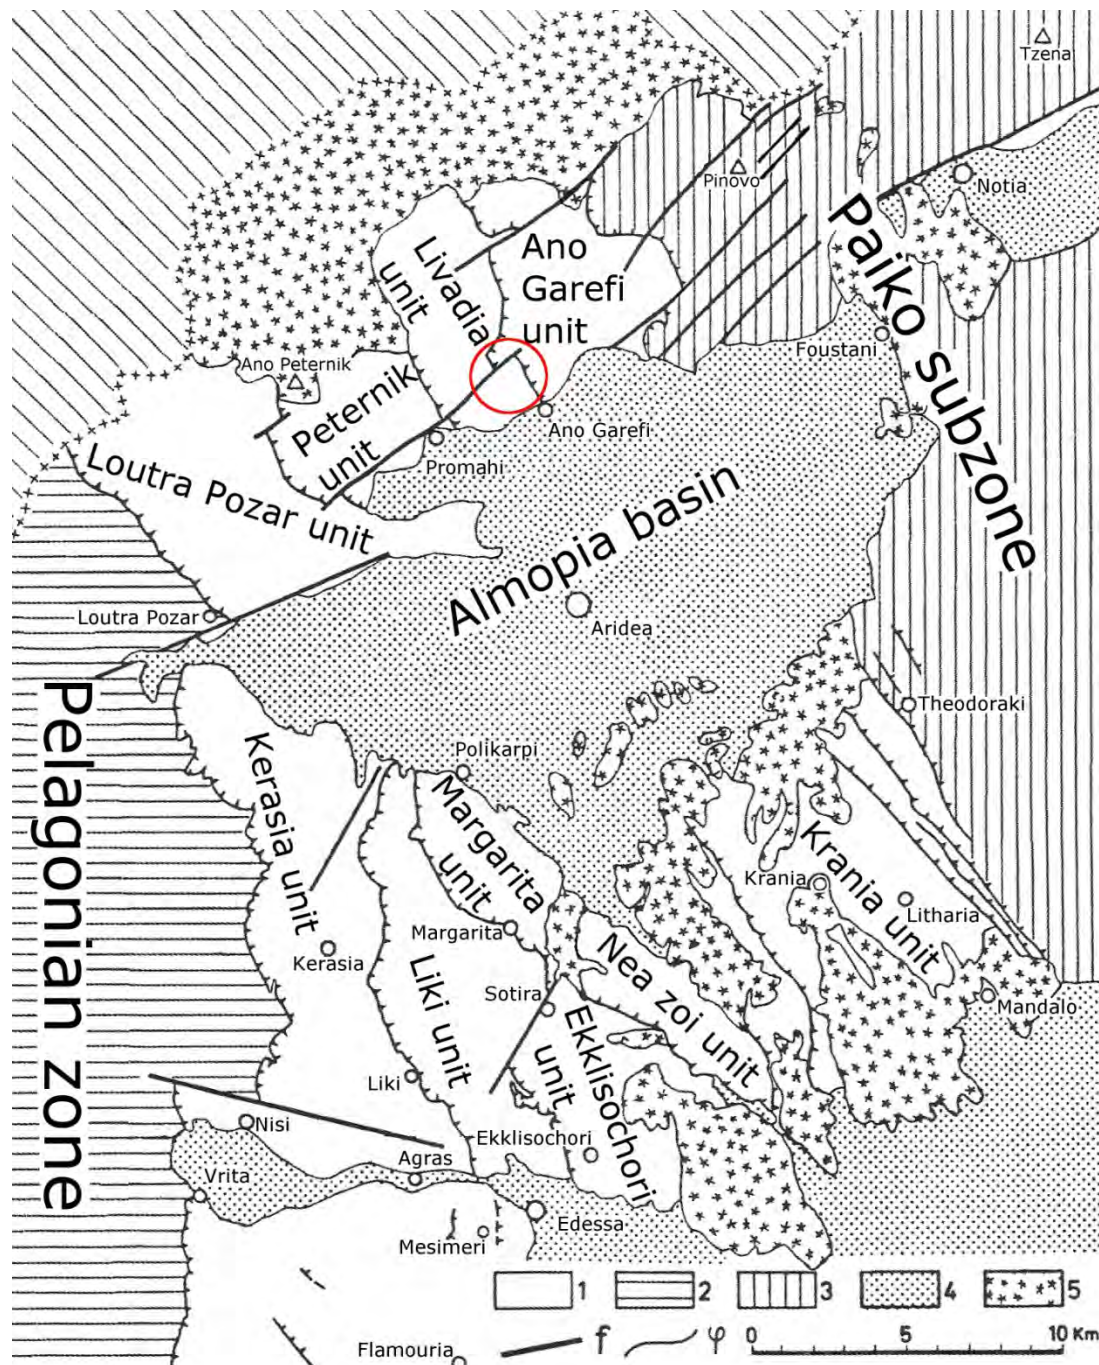 Tzena
Pinovo
Notia
Livadia
unit
Ano
Garefi
unit
Paiko subzone
Foustani
Ano Peternik
Peternik
unit
Ano Garefi
Promahi
Loutra Pozar unit
Almopia basin
Loutra Pozar
Aridea
Pelagonian zone
Theodoraki
Polikarpi
Kerasia unit
Margarita
unit
Krania
Krania unit
Litharia
Margarita
Kerasia
Liki unit
Nea zoi unit
Sotira
Mandalo
Ekklisochori
unit
Liki
Nisi
Ekklisochori
Agras
Vrita
Edessa
Mesimeri
1 2 3 4 5
Flamouria
f φ 0 5 10 Km